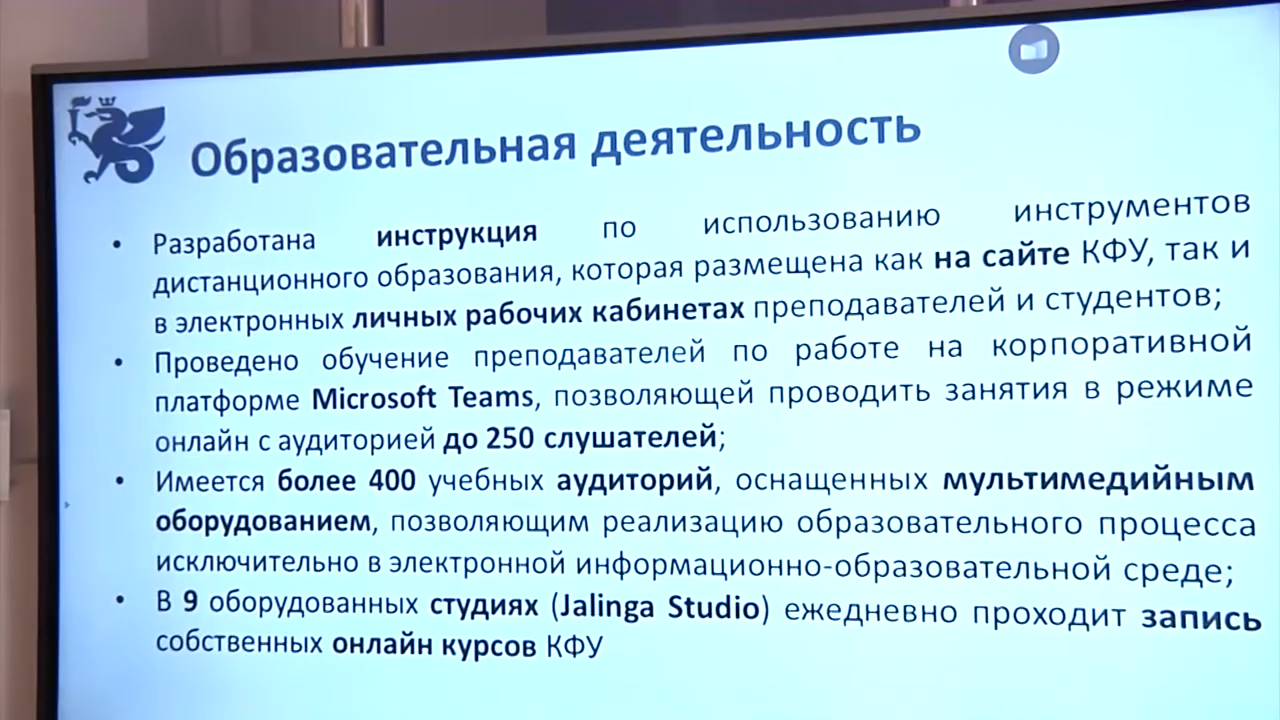 Образовательная деятельность
• Разработана инструкция по использованию инструментов
дистанционного образования, которая размещена как на сайте КФУ, так и
в электронных личных рабочих кабинетах преподавателей и студентов;
• Проведено обучение преподавателей по работе на корпоративной
платформе Microsoft Teams, позволяющей проводить занятия в режиме
онлайн с аудиторией до 250 слушателей;
• Имеется более 400 учебных аудиторий, оснащенных мультимедийным
оборудованием, позволяющим реализацию образовательного процесса
исключительно в электронной информационно-образовательной среде;
• В 9 оборудованных студиях (Jalinga Studio) ежедневно проходит запись
собственных онлайн курсов КФУ